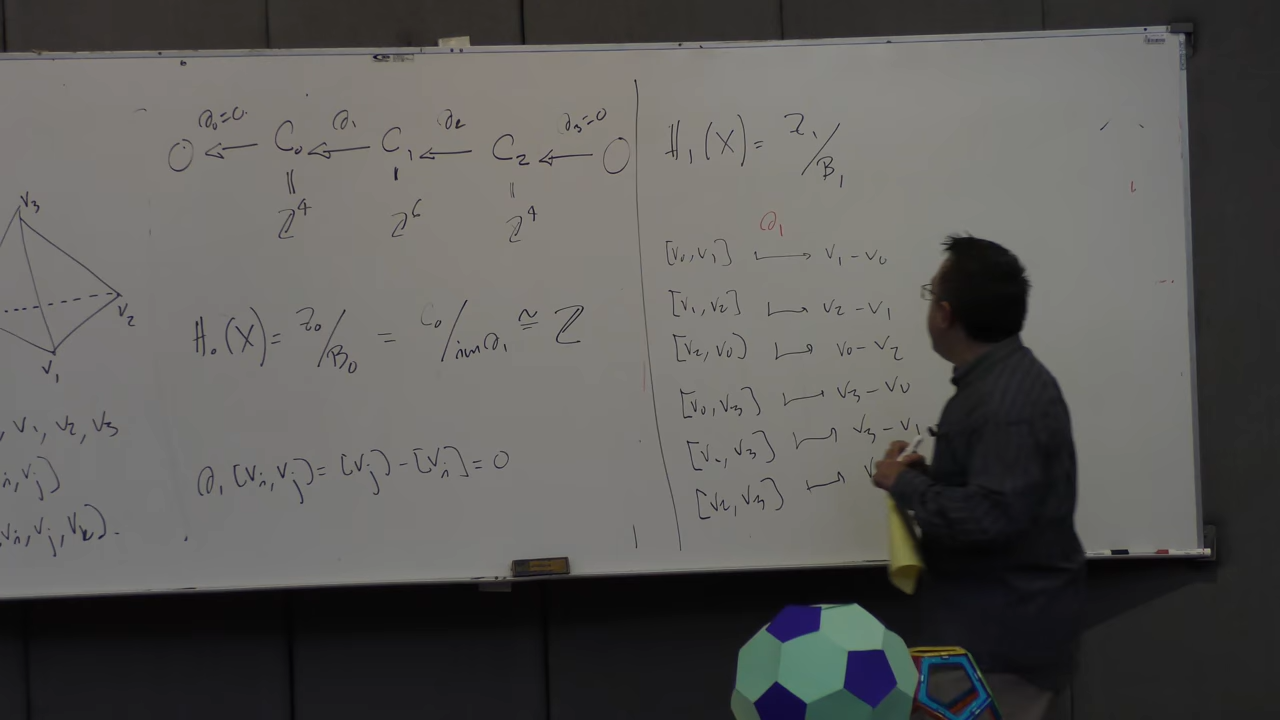 ∂₀=0 ∂₁ ∂₂ ∂₃=0
0 ← C₀ ← C₁ ← C₂ ← 0
ℤ⁴ ℤ⁶ ℤ⁴
V₃
V₂
V₁
H₀(X) = Z₀/B₀ = C₀/im ∂₁ ≅ ℤ
, V₁, V₂, V₃
∂₁ [Vᵢ, Vⱼ] = [Vⱼ] - [Vᵢ] = 0
Vᵢ, Vⱼ, Vₖ].
H₁(X) = Z₁/B₁
∂₁
[V₀, V₁] ↦ V₁ - V₀
[V₁, V₂] ↦ V₂ - V₁
[V₂, V₀] ↦ V₀ - V₂
[V₀, V₃] ↦ V₃ - V₀
[V₁, V₃] ↦ V₃ - V₁
[V₂, V₃] ↦ V